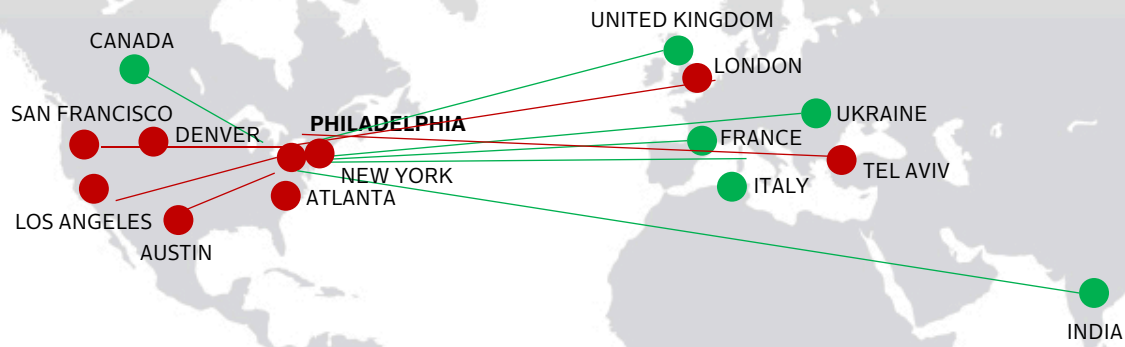 UNITED KINGDOM
CANADA
LONDON
SAN FRANCISCO
UKRAINE
PHILADELPHIA
DENVER
FRANCE
TEL AVIV
NEW YORK
ITALY
ATLANTA
LOS ANGELES
AUSTIN
INDIA